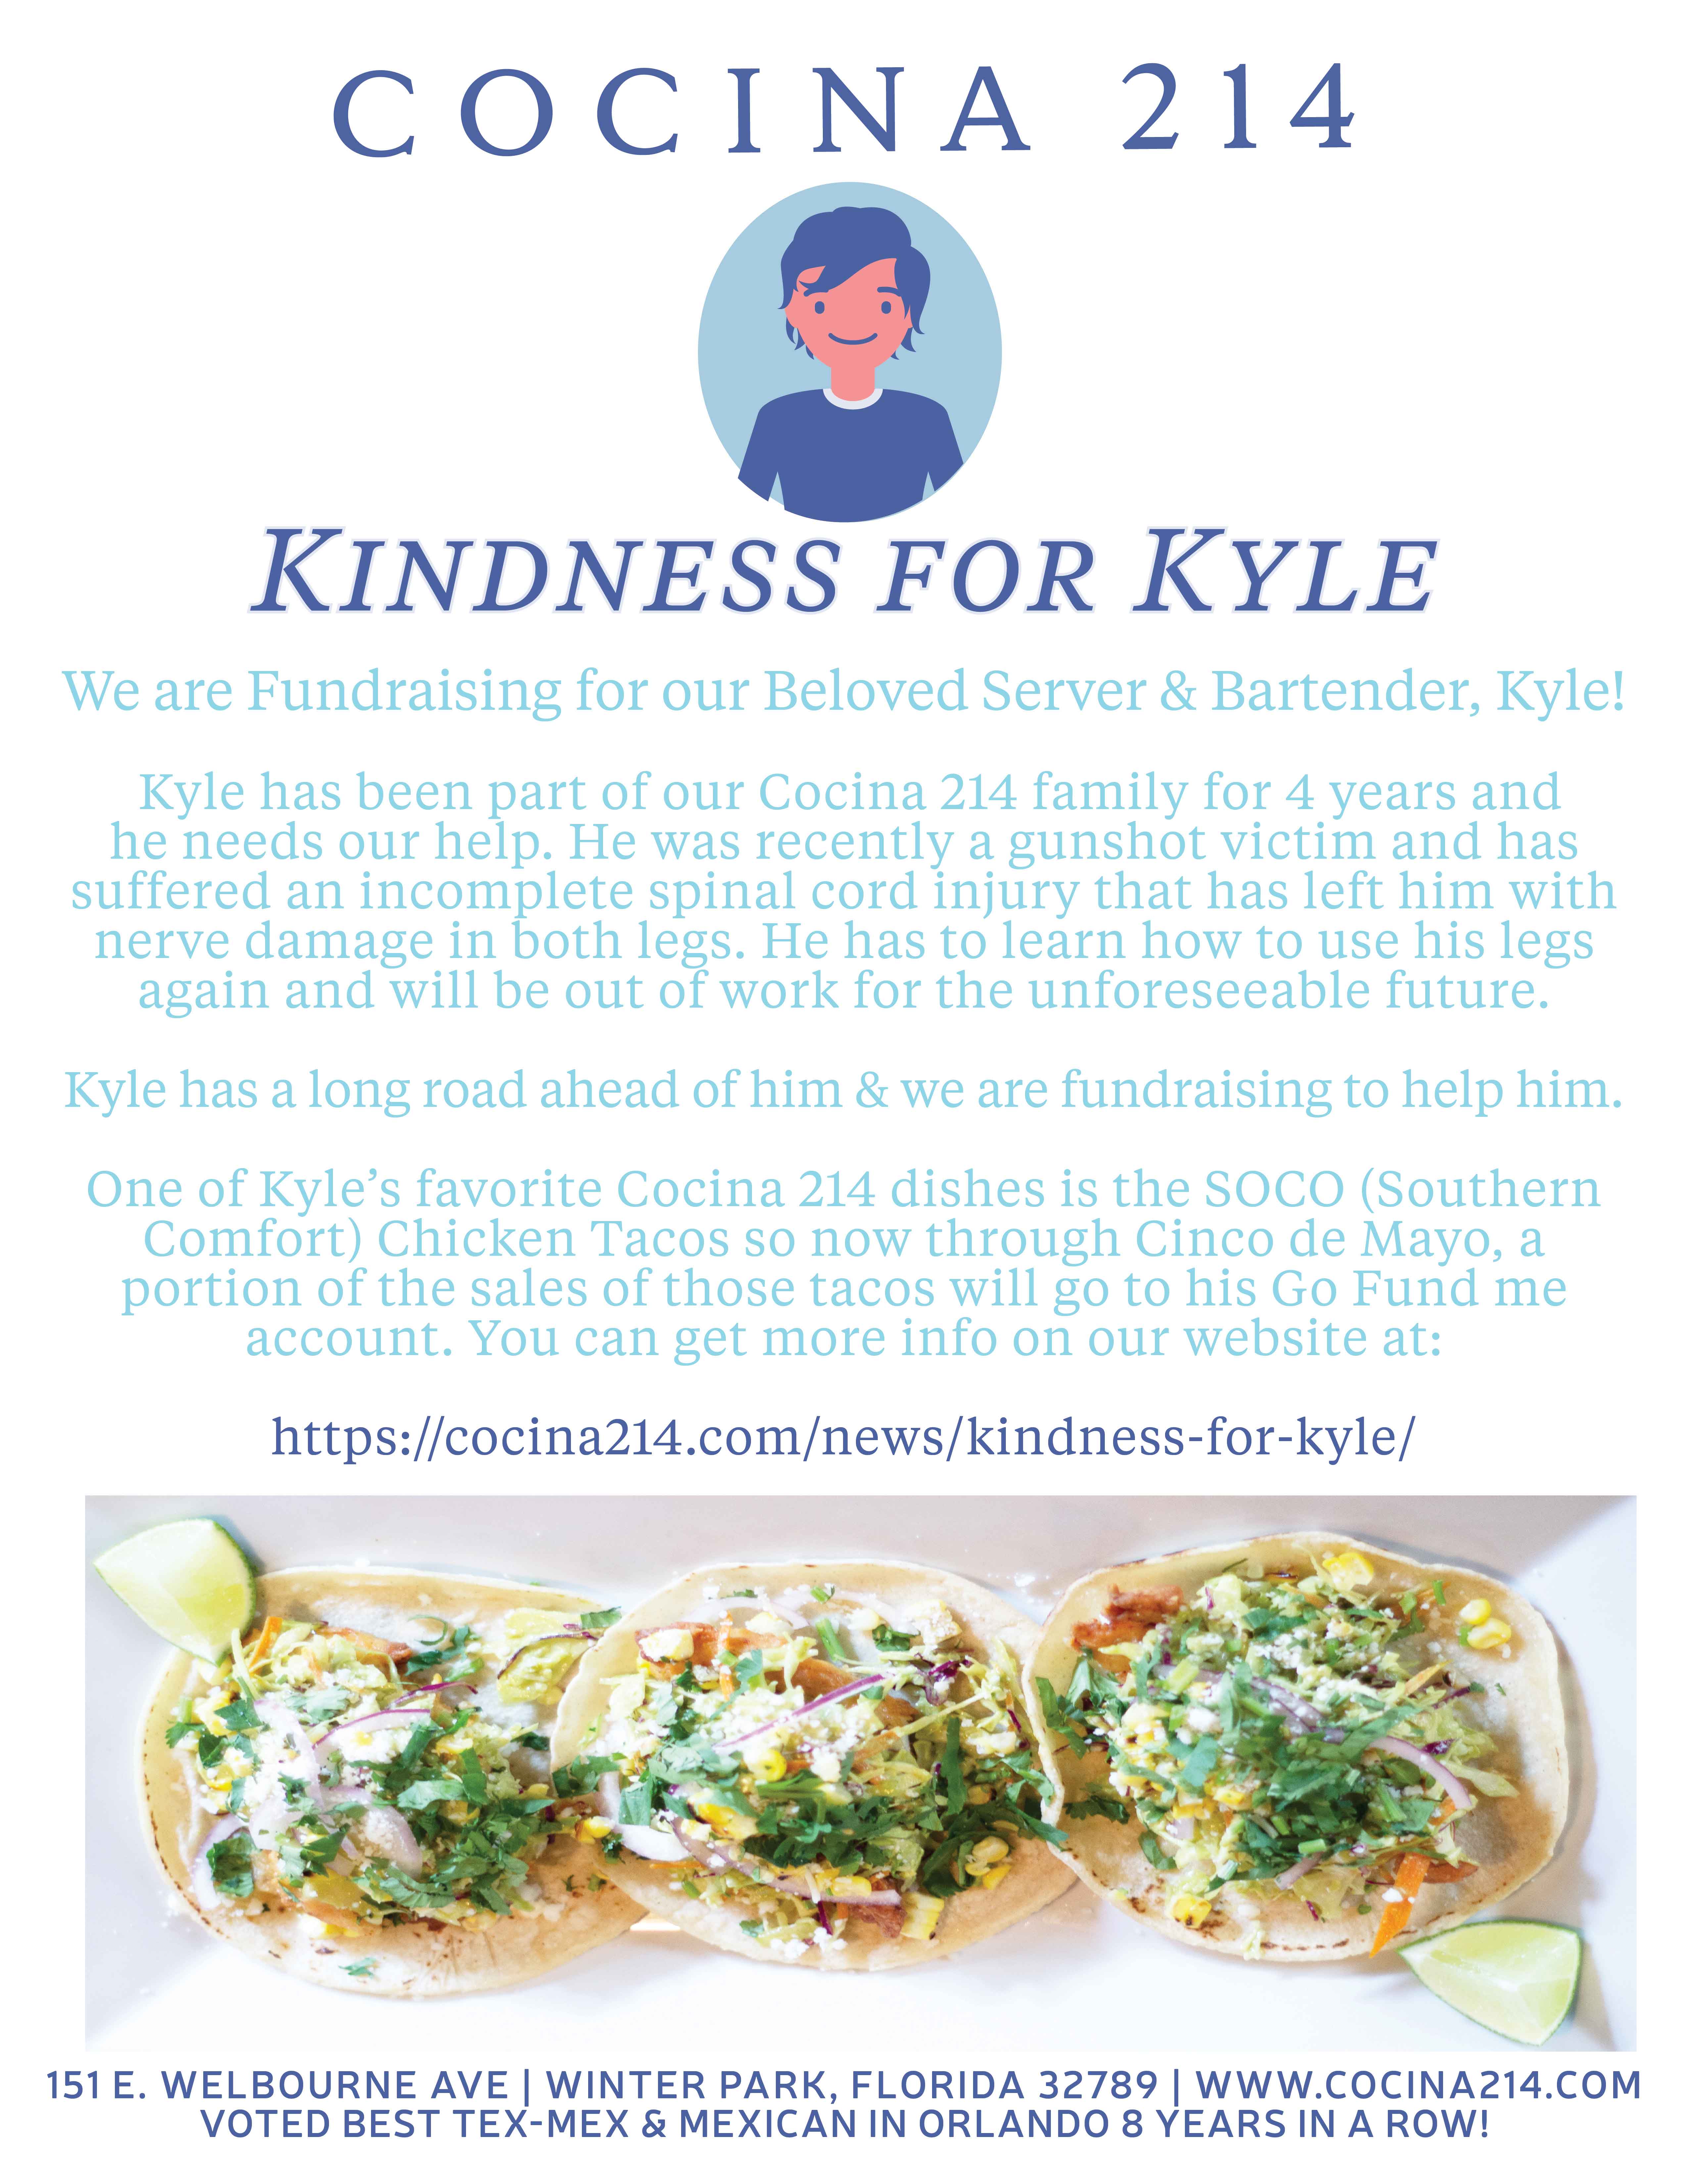 COCINA 214
KINDNESS FOR KYLE
We are Fundraising for our Beloved Server & Bartender, Kyle!
Kyle has been part of our Cocina 214 family for 4 years and
he needs our help. He was recently a gunshot victim and has
suffered an incomplete spinal cord injury that has left him with
nerve damage in both legs. He has to learn how to use his legs
again and will be out of work for the unforeseeable future.
Kyle has a long road ahead of him & we are fundraising to help him.
One of Kyle’s favorite Cocina 214 dishes is the SOCO (Southern
Comfort) Chicken Tacos so now through Cinco de Mayo, a
portion of the sales of those tacos will go to his Go Fund me
account. You can get more info on our website at:
https://cocina214.com/news/kindness-for-kyle/
151 E. WELBOURNE AVE | WINTER PARK, FLORIDA 32789 | WWW.COCINA214.COM
VOTED BEST TEX-MEX & MEXICAN IN ORLANDO 8 YEARS IN A ROW!